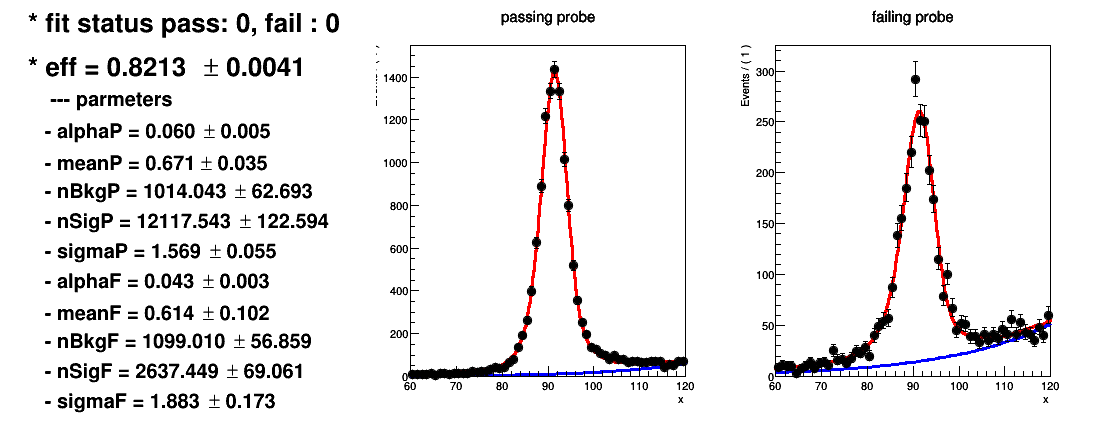 * fit status pass: 0, fail : 0
* eff = 0.8213 ± 0.0041
--- parmeters
- alphaP = 0.060 ± 0.005
- meanP = 0.671 ± 0.035
- nBkgP = 1014.043 ± 62.693
- nSigP = 12117.543 ± 122.594
- sigmaP = 1.569 ± 0.055
- alphaF = 0.043 ± 0.003
- meanF = 0.614 ± 0.102
- nBkgF = 1099.010 ± 56.859
- nSigF = 2637.449 ± 69.061
- sigmaF = 1.883 ± 0.173
passing probe
1400
1200
1000
800
600
400
200
0
60 70 80 90 100 110 120
x
failing probe
Events / ( 1 )
300
250
200
150
100
50
0
60 70 80 90 100 110 120
x